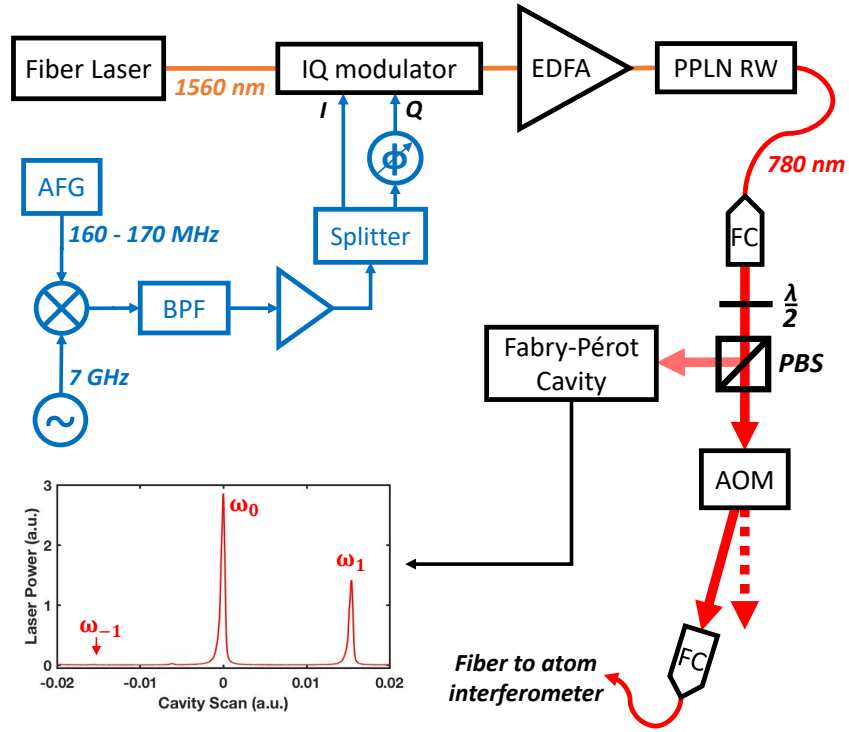 Fiber Laser
1560 nm
IQ modulator
EDFA
PPLN RW
I
Q
ϕ
780 nm
AFG
160 - 170 MHz
Splitter
FC
BPF
λ
2
7 GHz
Fabry-Pérot
Cavity
PBS
~
AOM
3
2
1
0
Laser Power (a.u.)
ω₀
ω₁
ω₋₁
-0.02
-0.01
0
0.01
0.02
Cavity Scan (a.u.)
FC
Fiber to atom
interferometer